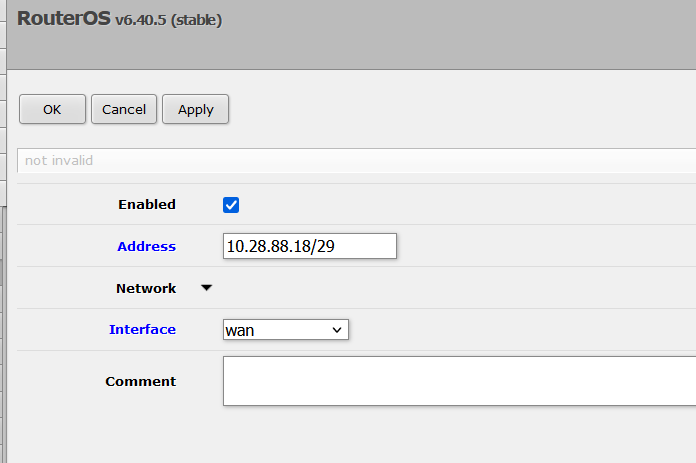 RouterOS v6.40.5 (stable)
OK Cancel Apply
not invalid
Enabled
Address 10.28.88.18/29
Network
Interface wan
Comment